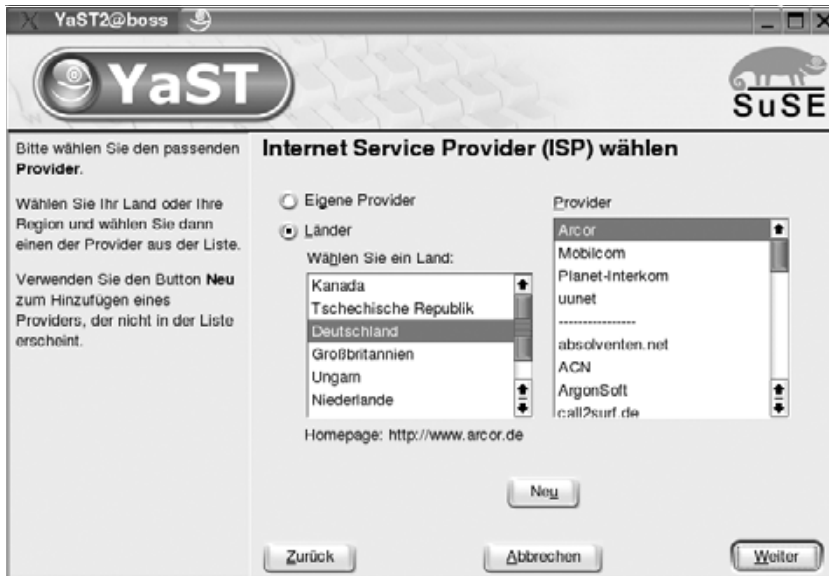 YaST2@boss
YaST
SuSE
Bitte wählen Sie den passenden
Provider.
Wählen Sie Ihr Land oder Ihre
Region und wählen Sie dann
einen der Provider aus der Liste.
Verwenden Sie den Button Neu
zum Hinzufügen eines
Providers, der nicht in der Liste
erscheint.
Internet Service Provider (ISP) wählen
Eigene Provider
Länder
Wählen Sie ein Land:
Kanada
Tschechische Republik
Deutschland
Großbritannien
Ungarn
Niederlande
Homepage: http://www.arcor.de
Provider
Arcor
Mobilcom
Planet-Interkom
uunet
----------------
absolventen.net
ACN
ArgonSoft
call2surf.de
Neu
Zurück
Abbrechen
Weiter